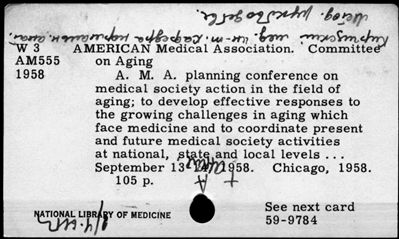 W 3 AMERICAN Medical Association. Committee
AM555 on Aging
1958 A. M. A. planning conference on
medical society action in the field of
aging; to develop effective responses to
the growing challenges in aging which
face medicine and to coordinate present
and future medical society activities
at national, state and local levels ...
September 13 1958. Chicago, 1958.
105 p.
See next card
NATIONAL LIBRARY OF MEDICINE 59-9784